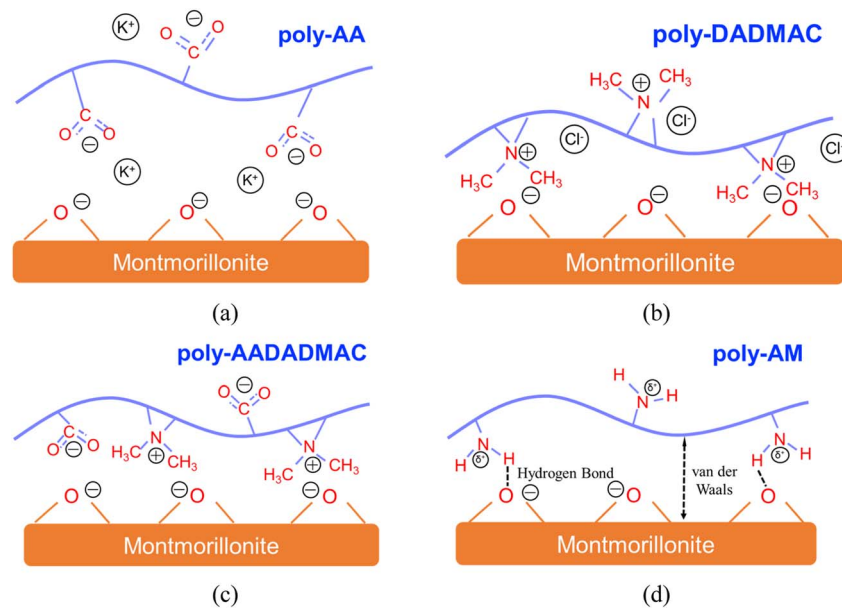 poly-AA
K⁺
⊖
O
C
O
C
O
O
⊖
C
O
O
⊖
K⁺
K⁺
O⊖
O⊖
⊖O
Montmorillonite
(a)
poly-DADMAC
H₃C
⊕
CH₃
N
Cl⁻
Cl⁻
Cl⁻
N⊕
H₃C
CH₃
N⊕
H₃C
CH₃
O⊖
O⊖
⊖O
Montmorillonite
(b)
poly-AADADMAC
⊖
O
O
C
C
O
O
⊖
N
H₃C
⊕
CH₃
N
H₃C
⊕
CH₃
O⊖
⊖O
⊖O
Montmorillonite
(c)
poly-AM
H
δ⁺
N
H
N
H
δ⁺
H
N
H
δ⁺
H
Hydrogen Bond
van der
Waals
O⊖
⊖O
O
Montmorillonite
(d)